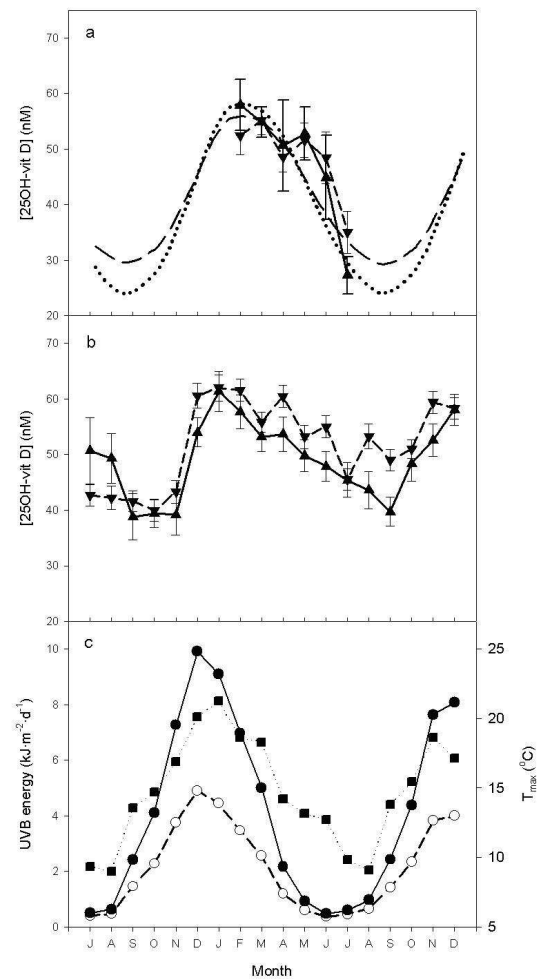 a
70
60
50
40
30
20
[25OH-vit D] (nM)
b
70
60
50
40
30
20
[25OH-vit D] (nM)
c
10
8
6
4
2
0
UVB energy (kJ·m⁻²·d⁻¹)
25
20
15
10
5
Tmax (⁰C)
J A S O N D J F M A M J J A S O N D
Month